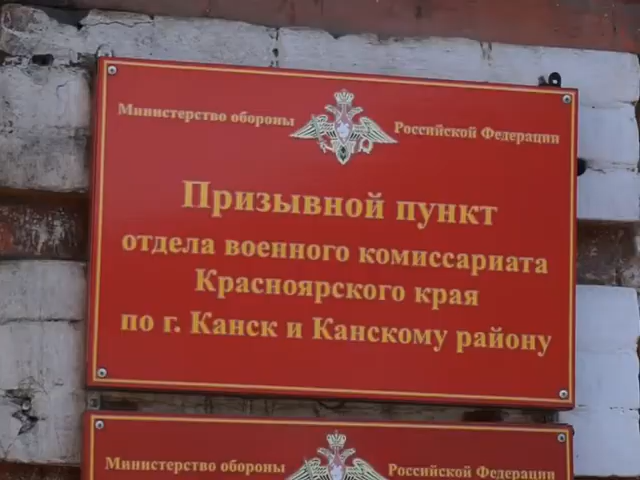 Министерство обороны Российской Федерации
Призывной пункт
отдела военного комиссариата
Красноярского края
по г. Канск и Канскому району
Министерство обороны Российской Федерации